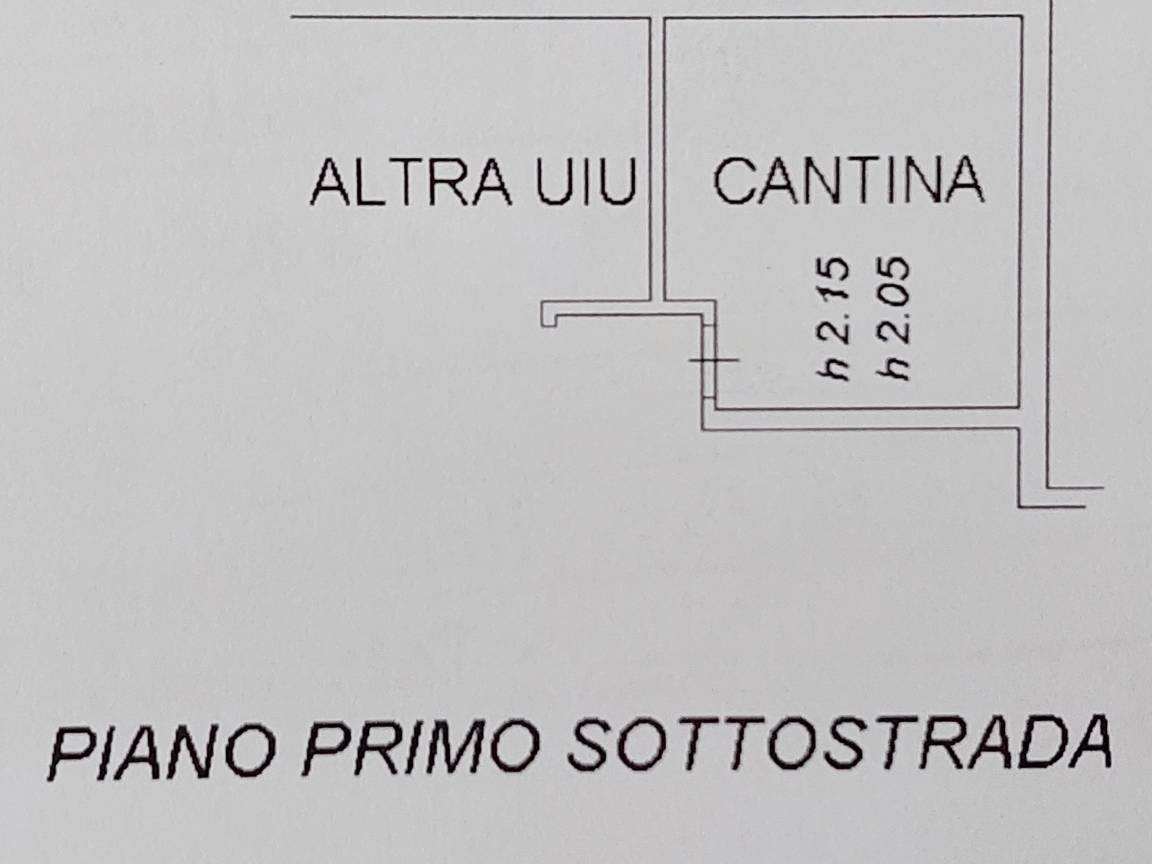 ALTRA UIU
CANTINA
h 2.15
h 2.05
PIANO PRIMO SOTTOSTRADA